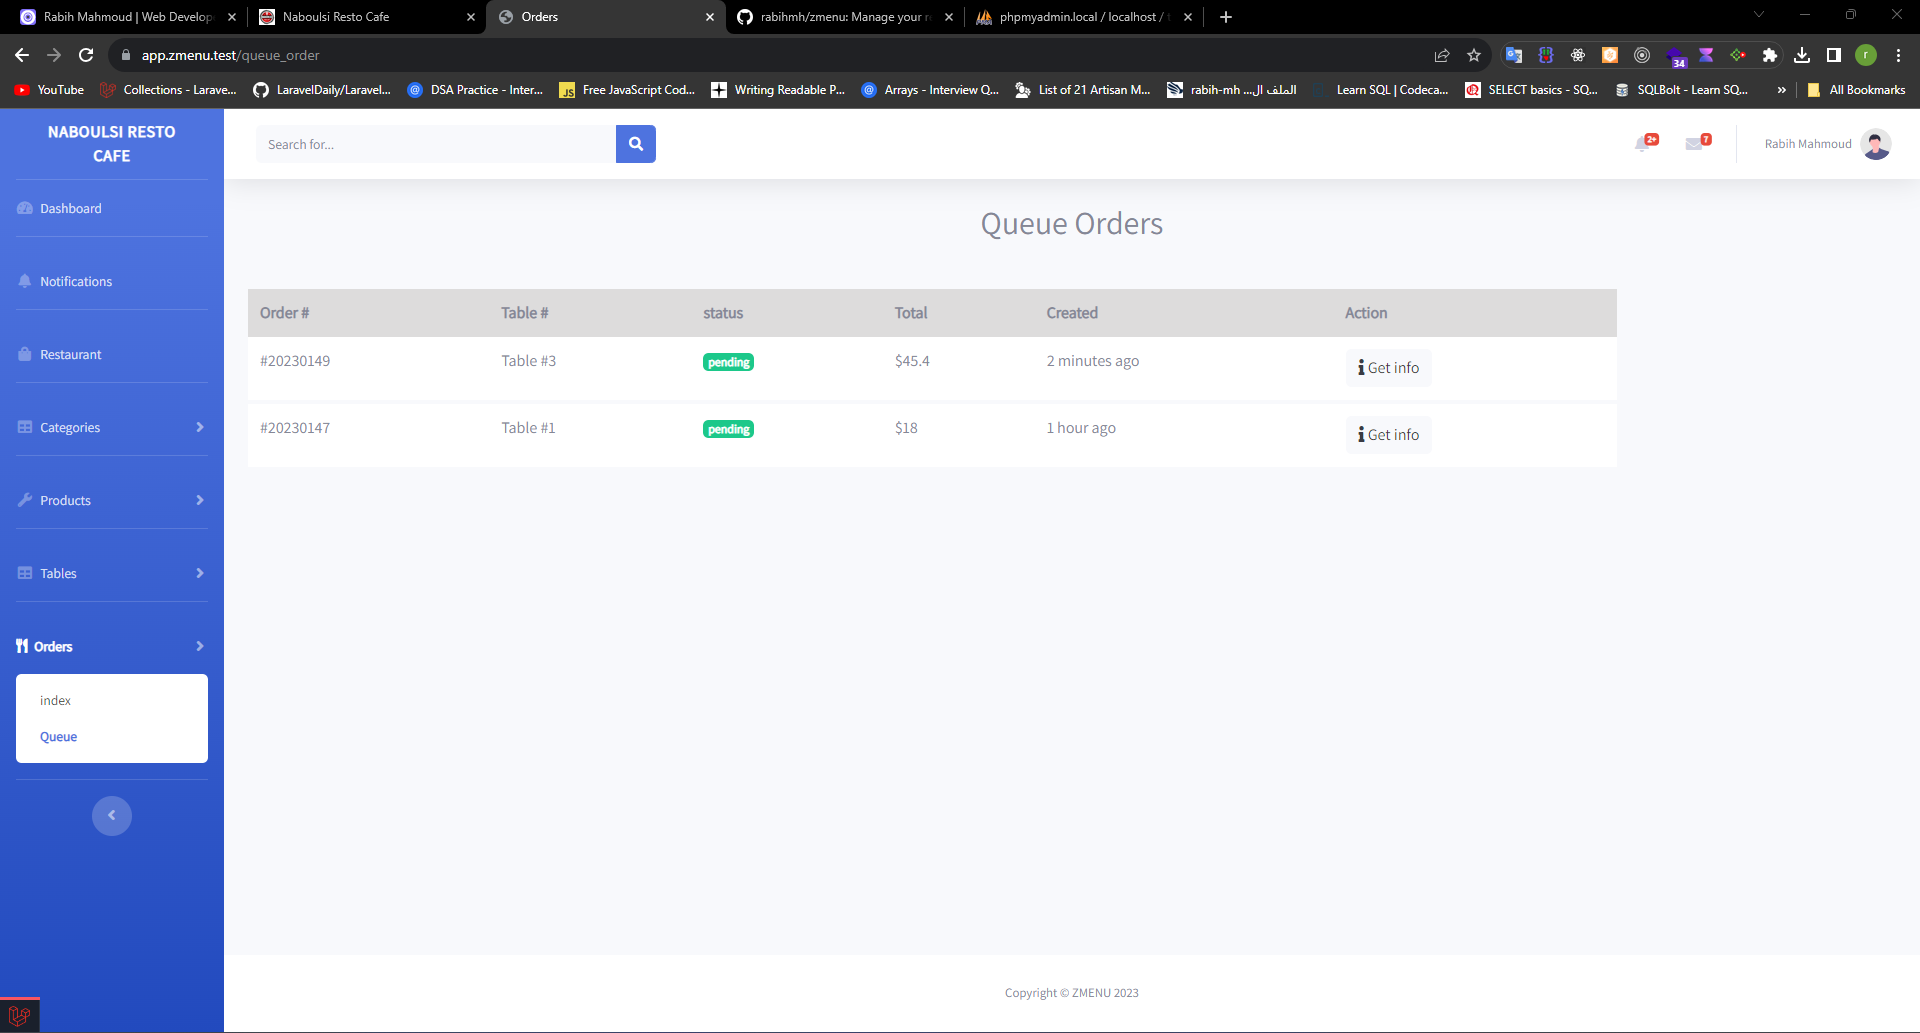 Rabih Mahmoud | Web Develop
Naboulsi Resto Cafe
Orders
rabihmh/zmenu: Manage your r
phpmyadmin.local / localhost /
app.zmenu.test/queue_order
34
r
YouTube
Collections - Larave...
LaravelDaily/Laravel...
DSA Practice - Inter...
JS
Free JavaScript Cod...
Writing Readable P...
Arrays - Interview Q...
List of 21 Artisan M...
rabih-mh ...الملف ال
Learn SQL | Codeca...
SELECT basics - SQ...
SQLBolt - Learn SQ...
»
All Bookmarks
NABOULSI RESTO
CAFE
Search for...
2+
7
Rabih Mahmoud
Dashboard
Notifications
Restaurant
Categories
Products
Tables
Orders
index
Queue
Queue Orders
Order # Table # status Total Created Action
#20230149 Table #3 pending $45.4 2 minutes ago Get info
#20230147 Table #1 pending $18 1 hour ago Get info
Copyright © ZMENU 2023